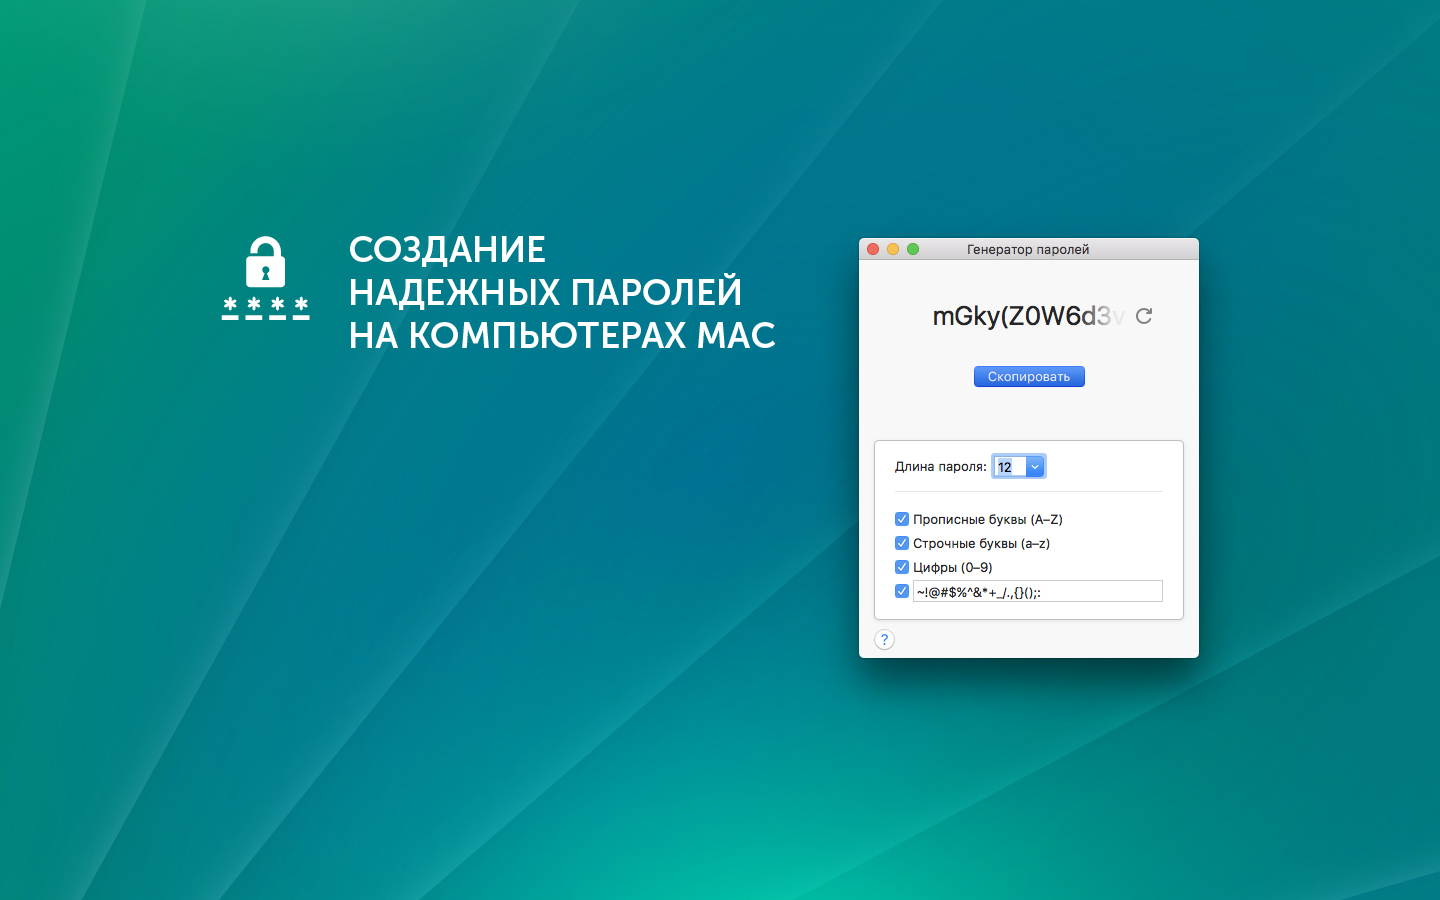 СОЗДАНИЕ
НАДЕЖНЫХ ПАРОЛЕЙ
НА КОМПЬЮТЕРАХ MAC
* * * *
Генератор паролей
mGky(Z0W6d3v
Скопировать
Длина пароля: 12
Прописные буквы (A–Z)
Строчные буквы (a–z)
Цифры (0–9)
~!@#$%^&*+_/.,{}();:
?